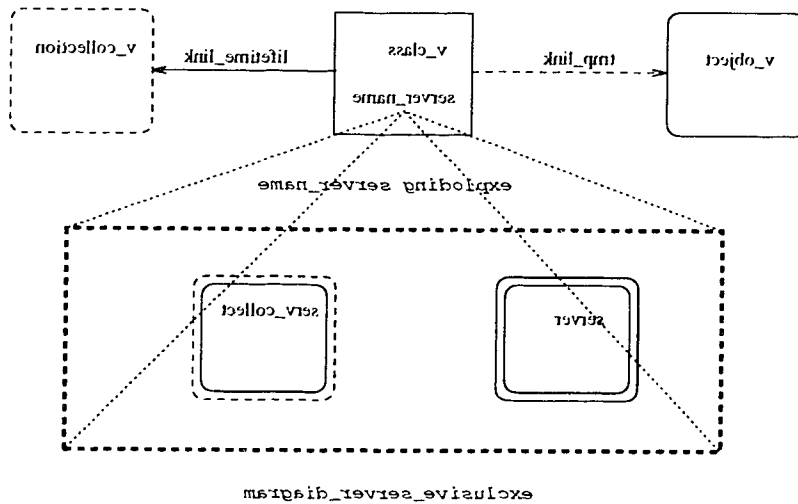 v_collection
lifetime_link
v_class
server_name
tmp_link
v_object
exploding server_name
serv_collect
server
exclusive_server_diagram